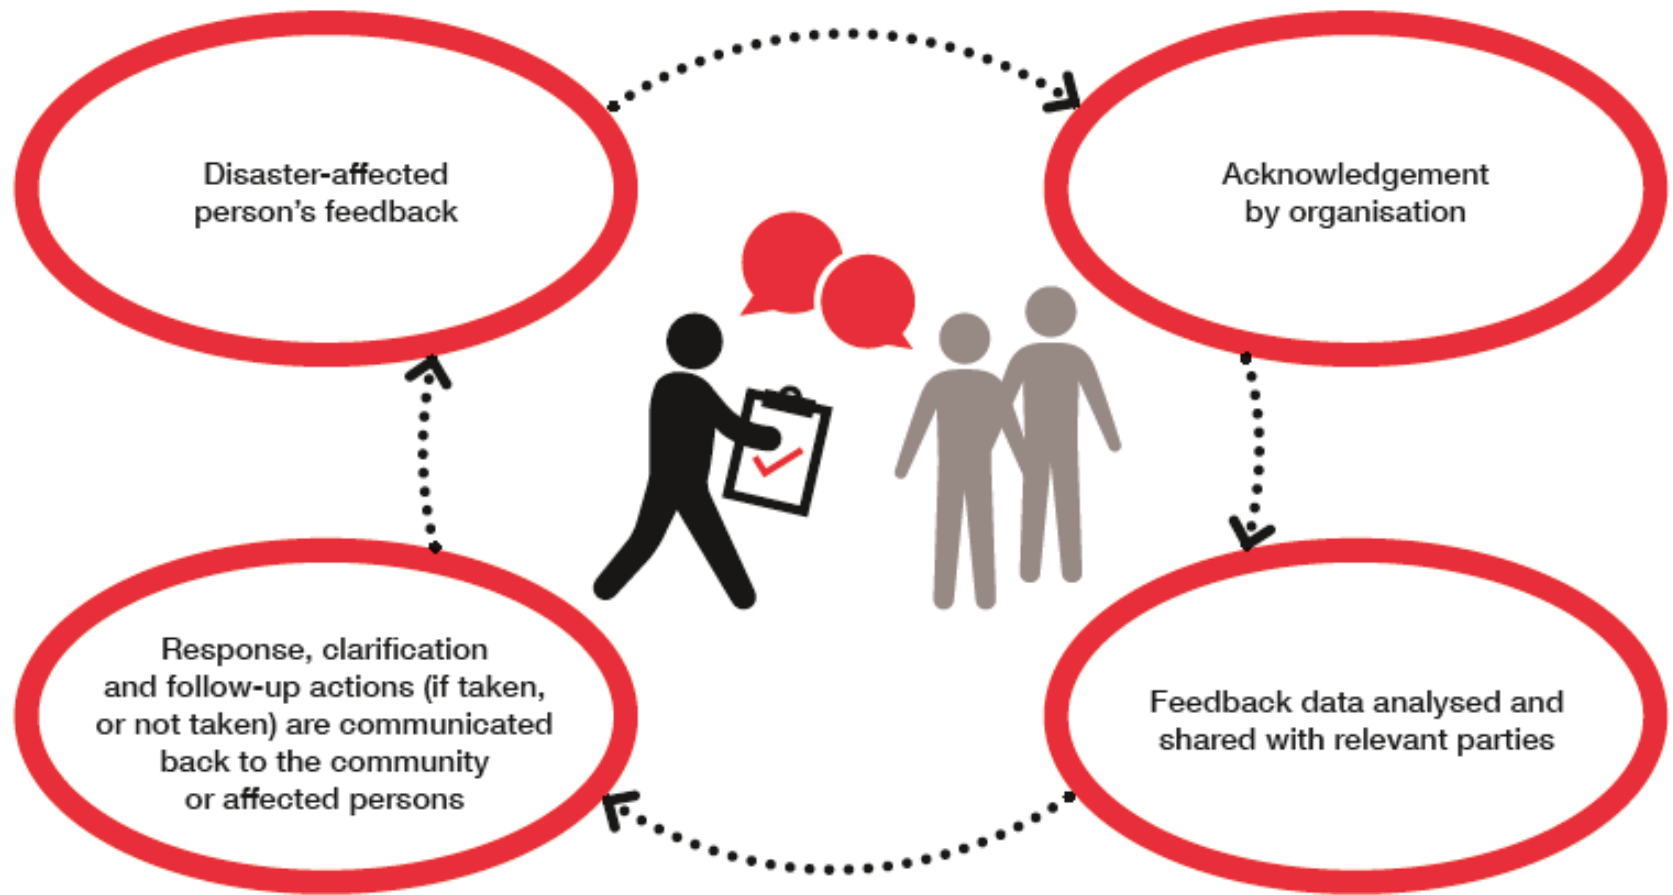 Disaster-affected
person’s feedback
Acknowledgement
by organisation
Feedback data analysed and
shared with relevant parties
Response, clarification
and follow-up actions (if taken,
or not taken) are communicated
back to the community
or affected persons